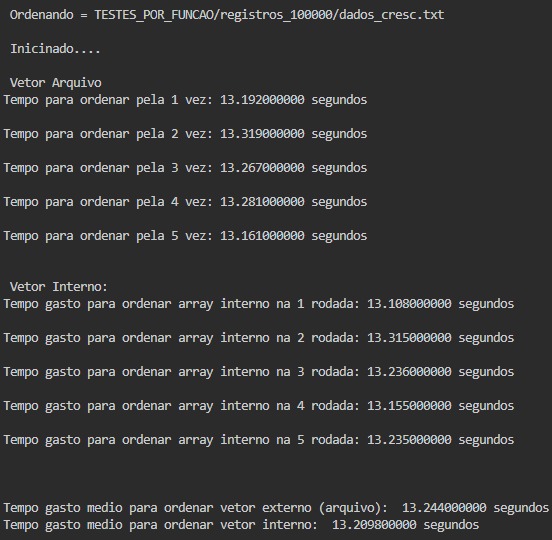 Ordenando = TESTES_POR_FUNCAO/registros_100000/dados_cresc.txt
Inicinado....
Vetor Arquivo
Tempo para ordenar pela 1 vez: 13.192000000 segundos
Tempo para ordenar pela 2 vez: 13.319000000 segundos
Tempo para ordenar pela 3 vez: 13.267000000 segundos
Tempo para ordenar pela 4 vez: 13.281000000 segundos
Tempo para ordenar pela 5 vez: 13.161000000 segundos
Vetor Interno:
Tempo gasto para ordenar array interno na 1 rodada: 13.108000000 segundos
Tempo gasto para ordenar array interno na 2 rodada: 13.315000000 segundos
Tempo gasto para ordenar array interno na 3 rodada: 13.236000000 segundos
Tempo gasto para ordenar array interno na 4 rodada: 13.155000000 segundos
Tempo gasto para ordenar array interno na 5 rodada: 13.235000000 segundos
Tempo gasto medio para ordenar vetor externo (arquivo):  13.244000000 segundos
Tempo gasto medio para ordenar vetor interno:  13.209800000 segundos